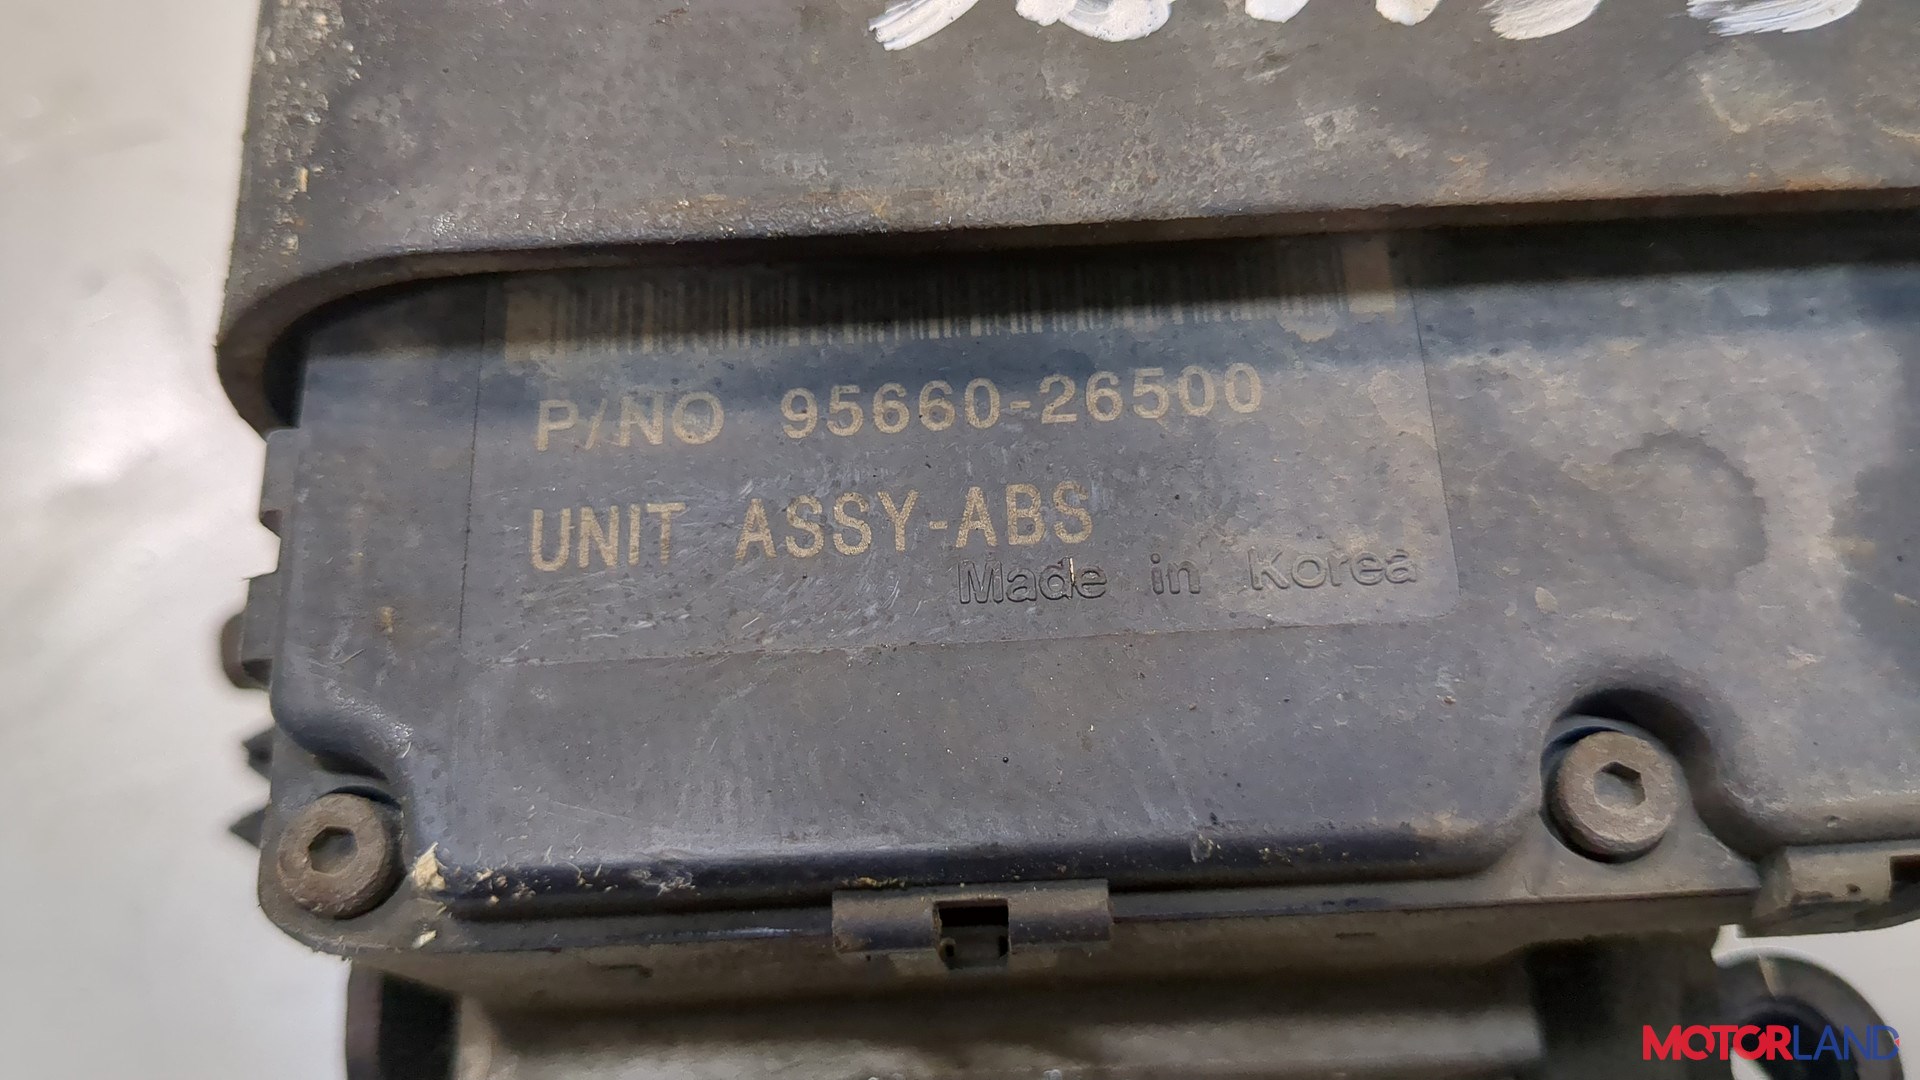 P/NO 95660-26500
UNIT ASSY-ABS
Made in Korea
MOTORLAND